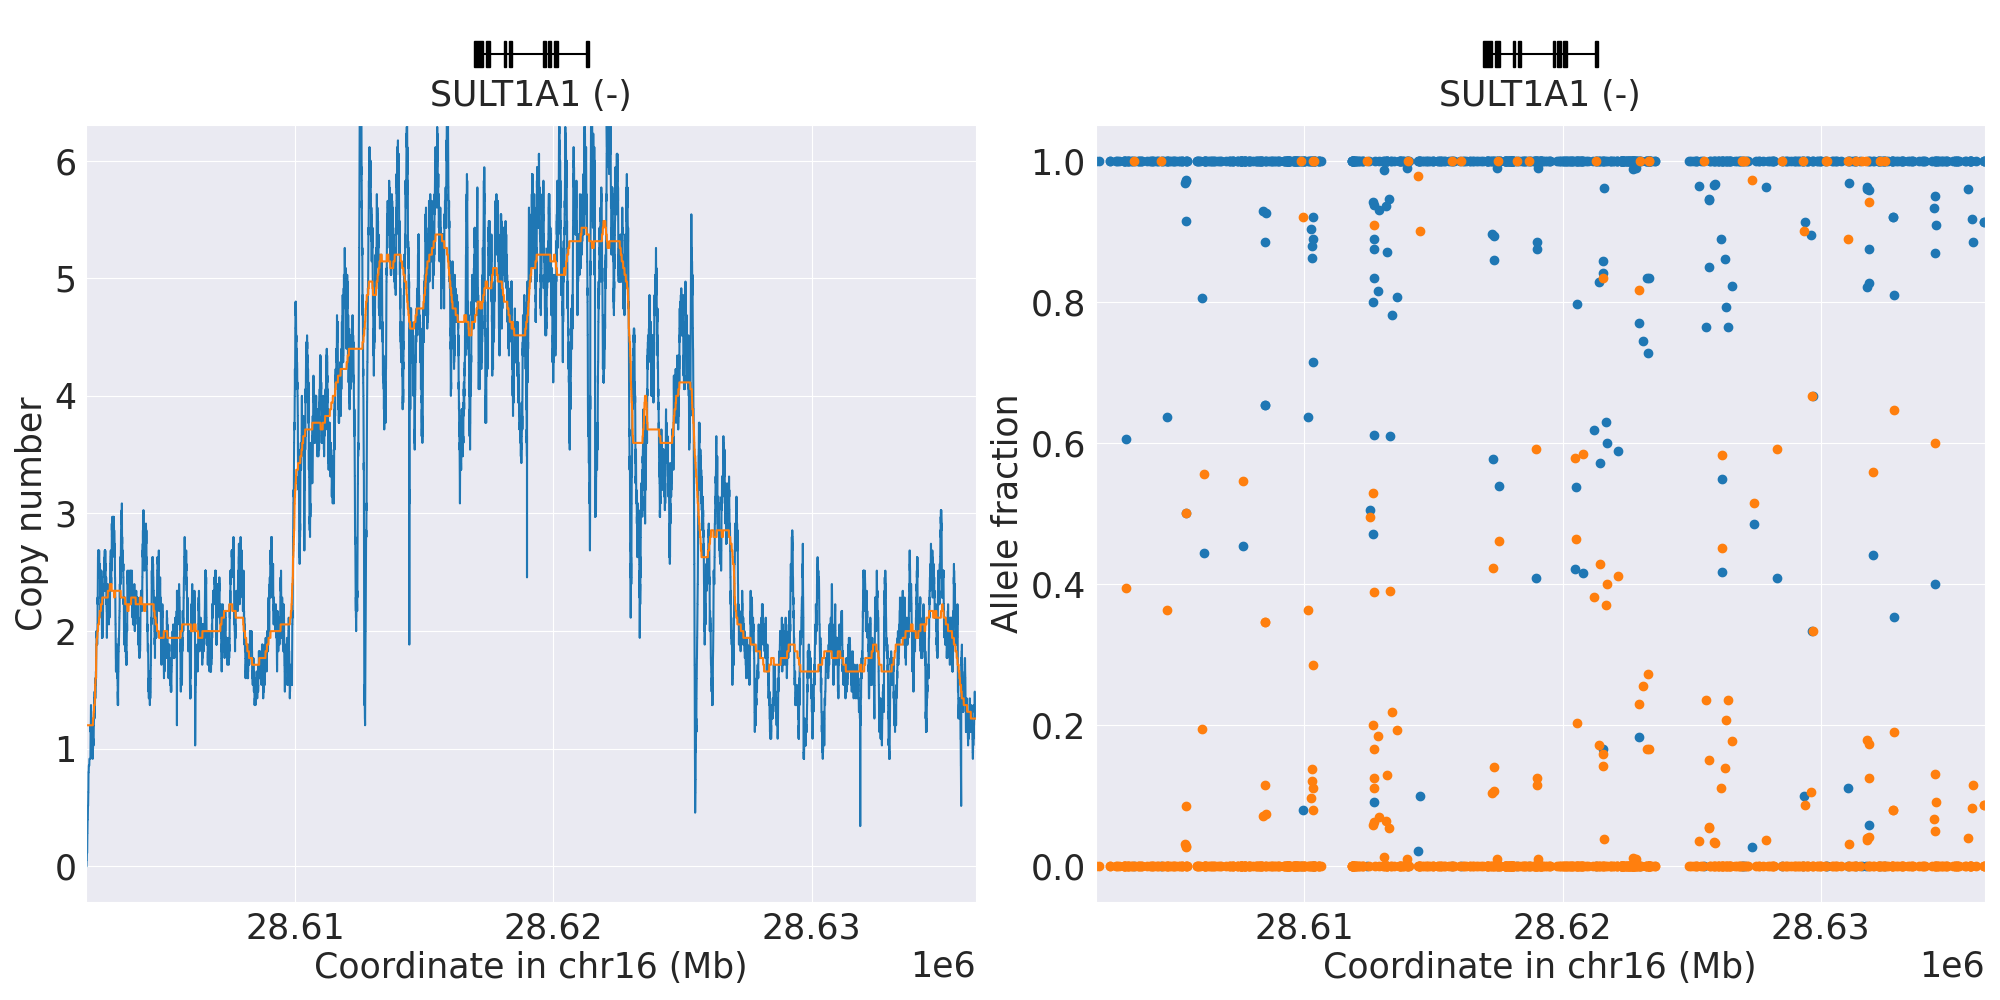 SULT1A1 (-)
Copy number
6
5
4
3
2
1
0
28.61 28.62 28.63
Coordinate in chr16 (Mb)
1e6
SULT1A1 (-)
Allele fraction
1.0
0.8
0.6
0.4
0.2
0.0
28.61 28.62 28.63
Coordinate in chr16 (Mb)
1e6